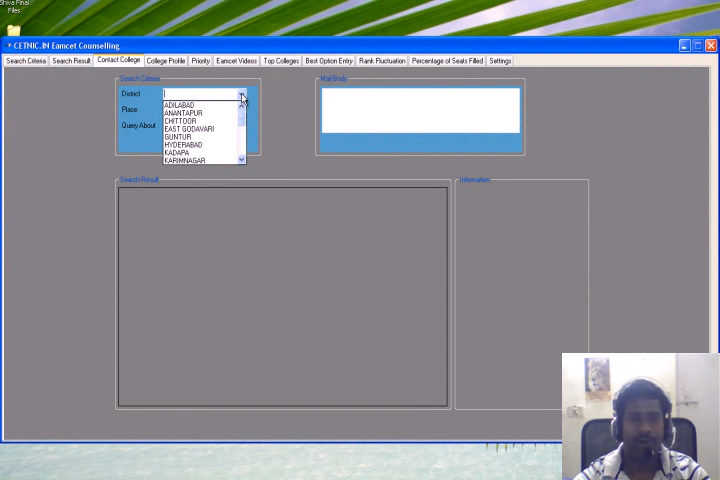 Shiva Final
Files
CETNIC.IN Eamcet Counselling
Search Criteria Search Result Contact College College Profile Priority Eamcet Videos Top Colleges Best Option Entry Rank Fluctuation Percentage of Seats Filled Settings
Search Criteria
Mail Body
District
Place
Query About
ADILABAD
ANANTAPUR
CHITTOOR
EAST GODAVARI
GUNTUR
HYDERABAD
KADAPA
KARIMNAGAR
Search Result
Information